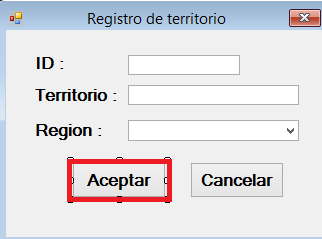 Registro de territorio
ID :
Territorio :
Region :
Aceptar Cancelar